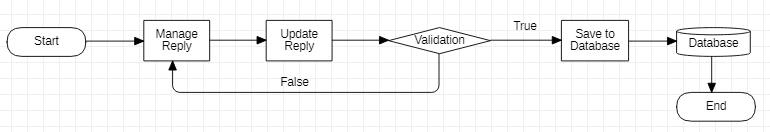 Start
Manage
Reply
Update
Reply
Validation
True
False
Save to
Database
Database
End